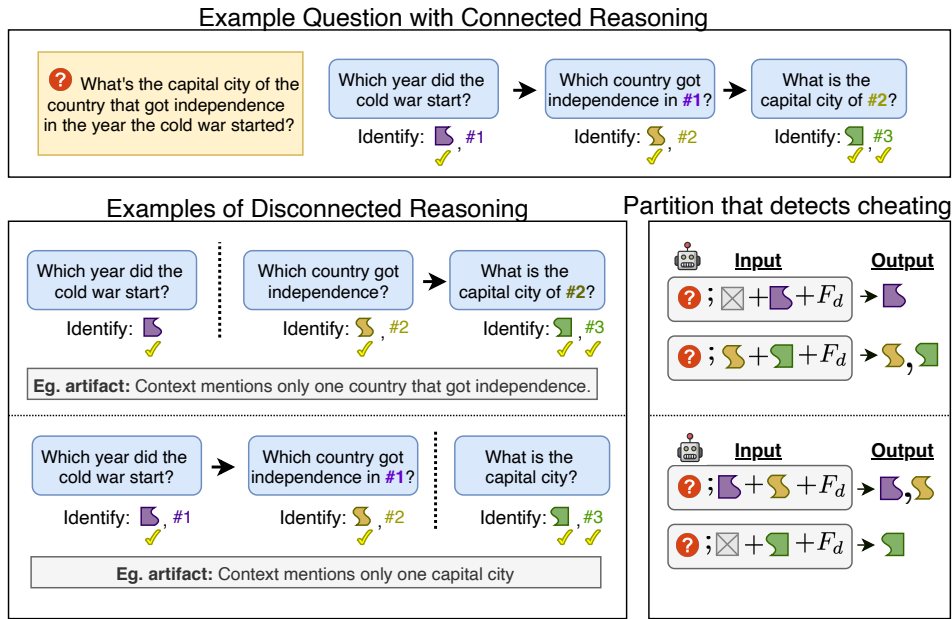 Example Question with Connected Reasoning
? What's the capital city of the
country that got independence
in the year the cold war started?
Which year did the
cold war start?
Identify: , #1
Which country got
independence in #1?
Identify: , #2
What is the
capital city of #2?
Identify: , #3
Examples of Disconnected Reasoning
Which year did the
cold war start?
Identify:
Which country got
independence?
Identify: , #2
What is the
capital city of #2?
Identify: , #3
Eg. artifact: Context mentions only one country that got independence.
Which year did the
cold war start?
Identify: , #1
Which country got
independence in #1?
Identify: , #2
What is the
capital city?
Identify: , #3
Eg. artifact: Context mentions only one capital city
Partition that detects cheating
Input Output
? ; + + F_d
? ; + + F_d ,
Input Output
? ; + + F_d ,
? ; + + F_d